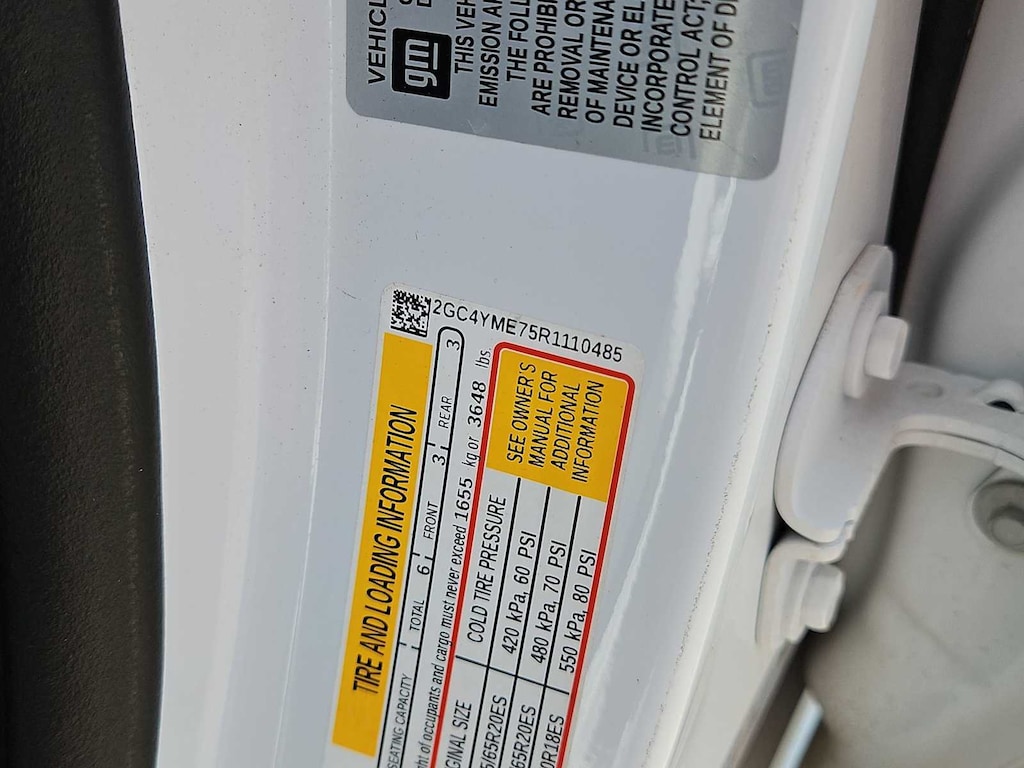 VEHICL
gm
THIS VEH
EMISSION AN
THE FOLL
ARE PROHIBI
REMOVAL OR
OF MAINTENA
DEVICE OR EL
INCORPORATE
CONTROL ACT;
ELEMENT OF D
2GC4YME75R1110485
TIRE AND LOADING INFORMATION
SEATING CAPACITY TOTAL 6 FRONT 3 REAR 3
ht of occupants and cargo must never exceed 1655 kg or 3648 lbs
GINAL SIZE COLD TIRE PRESSURE
5/65R20ES 420 kPa, 60 PSI
/65R20ES 480 kPa, 70 PSI
0R18ES 550 kPa, 80 PSI
SEE OWNER'S
MANUAL FOR
ADDITIONAL
INFORMATION